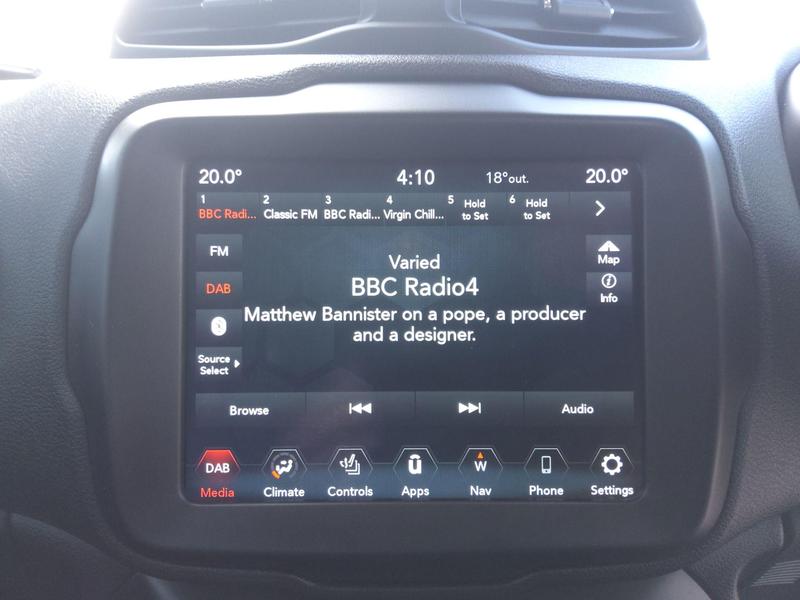 20.0° 4:10 18°out. 20.0°
1 2 3 4 5 Hold to Set 6 Hold to Set
BBC Radi... Classic FM BBC Radi... Virgin Chill...
FM
Varied
Map
DAB
BBC Radio4
Info
Matthew Bannister on a pope, a producer
and a designer.
Source
Select
Browse Audio
DAB W
Media Climate Controls Apps Nav Phone Settings